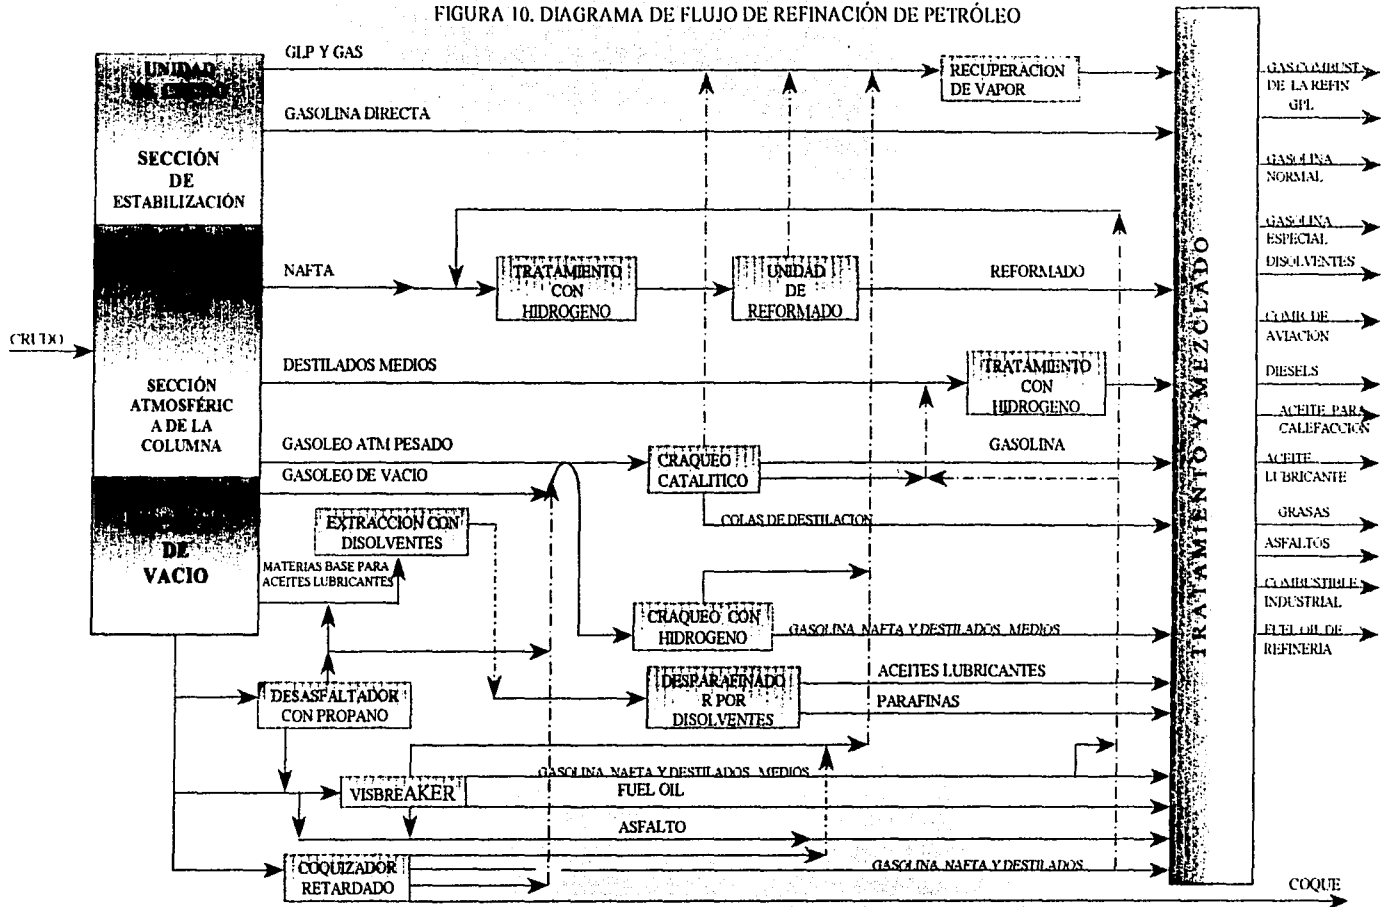 FIGURA 10. DIAGRAMA DE FLUJO DE REFINACIÓN DE PETRÓLEO
UNIDAD
DE CRUDO
SECCIÓN
DE
ESTABILIZACIÓN
SECCIÓN
ATMOSFÉRIC
A DE LA
COLUMNA
DE
VACIO
CRUDO
GLP Y GAS
GASOLINA DIRECTA
NAFTA
DESTILADOS MEDIOS
GASOLEO ATM PESADO
GASOLEO DE VACIO
MATERIAS BASE PARA
ACEITES LUBRICANTES
RECUPERACION
DE VAPOR
TRATAMIENTO
CON
HIDROGENO
UNIDAD
DE
REFORMADO
REFORMADO
TRATAMIENTO
CON
HIDROGENO
CRAQUEO
CATALITICO
GASOLINA
COLAS DE DESTILACION
EXTRACCION CON
DISOLVENTES
CRAQUEO CON
HIDROGENO
GASOLINA, NAFTA Y DESTILADOS MEDIOS
DESPARAFINADO
R POR
DISOLVENTES
ACEITES LUBRICANTES
PARAFINAS
DESASFALTADOR
CON PROPANO
VISBREAKER
GASOLINA, NAFTA Y DESTILADOS MEDIOS
FUEL OIL
ASFALTO
COQUIZADOR
RETARDADO
GASOLINA, NAFTA Y DESTILADOS
COQUE
TRATAMIENTO Y MEZCLADO
GAS COMBUST.
DE LA REFIN
GPL
GASOLINA
NORMAL
GASOLINA
ESPECIAL
DISOLVENTES
COMB. DE
AVIACIÓN
DIESELS
ACEITE PARA
CALEFACCIÓN
ACEITE
LUBRICANTE
GRASAS
ASFALTOS
COMBUSTIBLE
INDUSTRIAL
FUEL OIL DE
REFINERIA